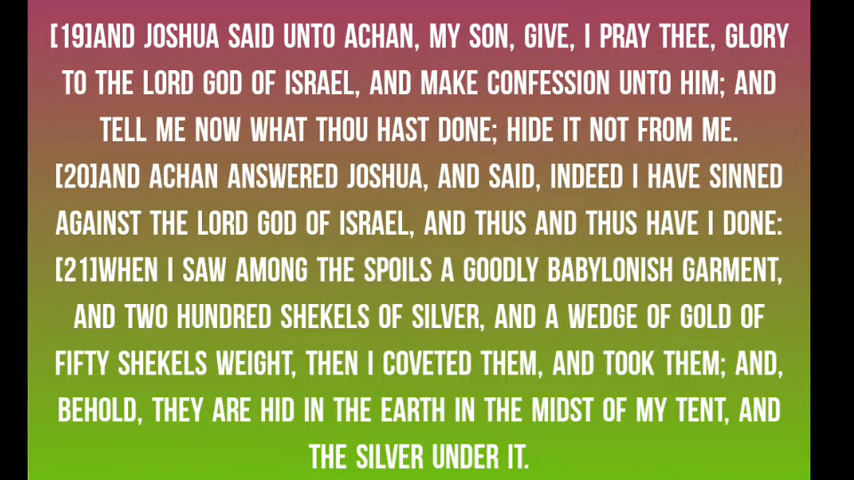 [19]AND JOSHUA SAID UNTO ACHAN, MY SON, GIVE, I PRAY THEE, GLORY
TO THE LORD GOD OF ISRAEL, AND MAKE CONFESSION UNTO HIM; AND
TELL ME NOW WHAT THOU HAST DONE; HIDE IT NOT FROM ME.
[20]AND ACHAN ANSWERED JOSHUA, AND SAID, INDEED I HAVE SINNED
AGAINST THE LORD GOD OF ISRAEL, AND THUS AND THUS HAVE I DONE:
[21]WHEN I SAW AMONG THE SPOILS A GOODLY BABYLONISH GARMENT,
AND TWO HUNDRED SHEKELS OF SILVER, AND A WEDGE OF GOLD OF
FIFTY SHEKELS WEIGHT, THEN I COVETED THEM, AND TOOK THEM; AND,
BEHOLD, THEY ARE HID IN THE EARTH IN THE MIDST OF MY TENT, AND
THE SILVER UNDER IT.